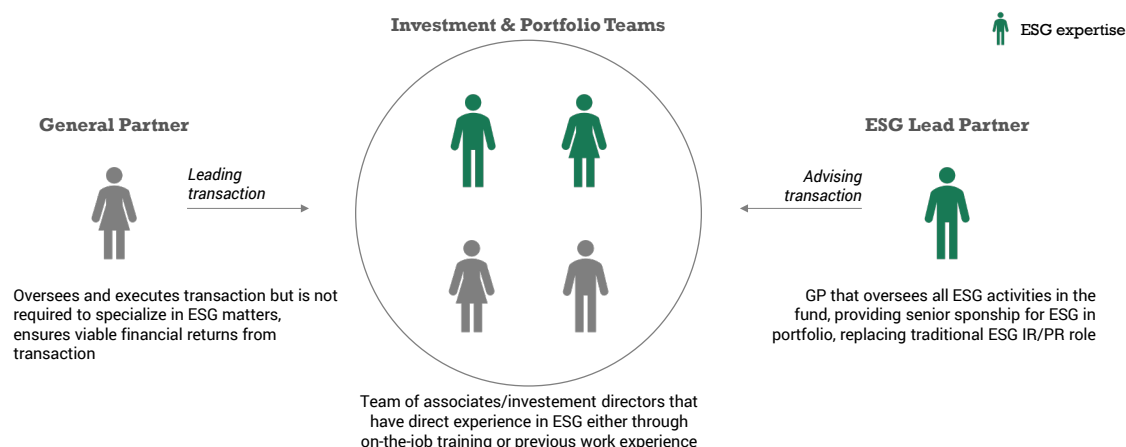 Investment & Portfolio Teams
ESG expertise
General Partner
ESG Lead Partner
Leading
transaction
Advising
transaction
Oversees and executes transaction but is not
required to specialize in ESG matters,
ensures viable financial returns from
transaction
GP that oversees all ESG activities in the
fund, providing senior sponship for ESG in
portfolio, replacing traditional ESG IR/PR role
Team of associates/investement directors that
have direct experience in ESG either through
on-the-job training or previous work experience